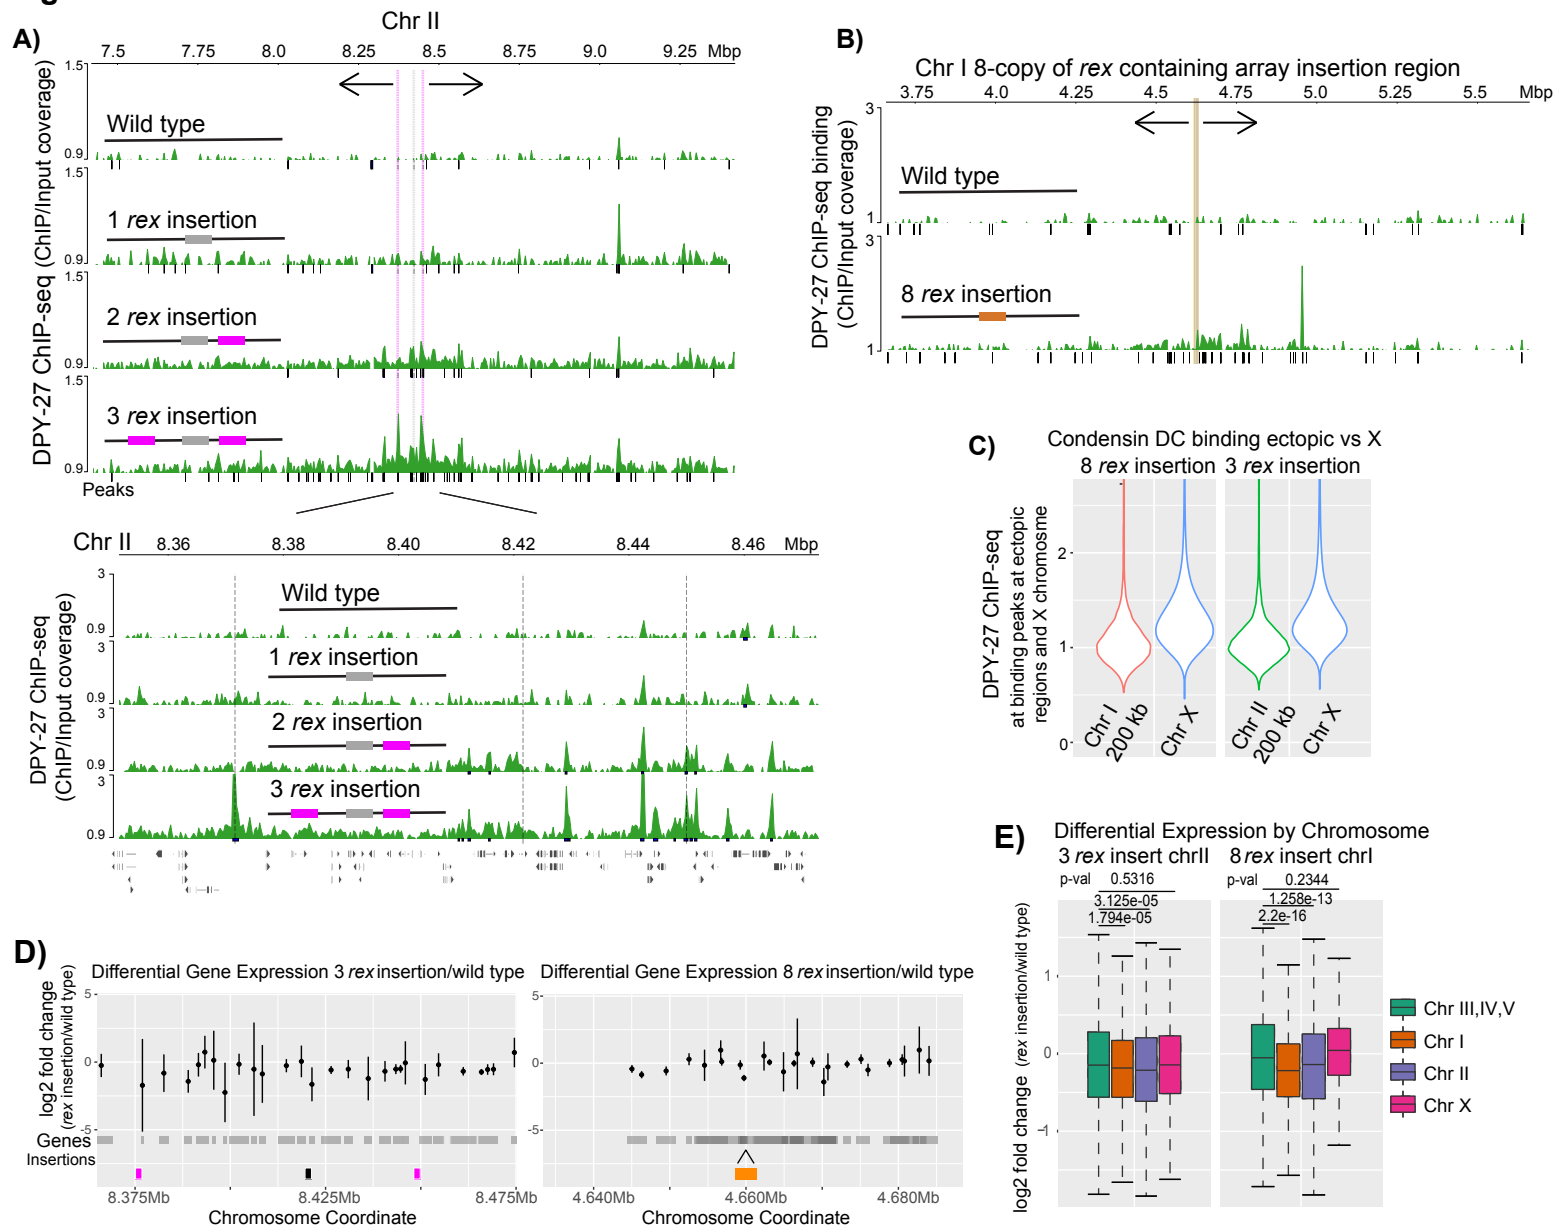 A)
Chr II
7.5 7.75 8.0 8.25 8.5 8.75 9.0 9.25 Mbp
DPY-27 ChIP-seq (ChIP/Input coverage)
1.5
Wild type
0.9
1.5
1 rex insertion
0.9
1.5
2 rex insertion
0.9
1.5
3 rex insertion
0.9
Peaks
Chr II 8.36 8.38 8.40 8.42 8.44 8.46 Mbp
DPY-27 ChIP-seq
(ChIP/Input coverage)
3
Wild type
0.9
3
1 rex insertion
0.9
3
2 rex insertion
0.9
3
3 rex insertion
0.9
B)
Chr I 8-copy of rex containing array insertion region
3.75 4.0 4.25 4.5 4.75 5.0 5.25 5.5 Mbp
DPY-27 ChIP-seq binding
(ChIP/Input coverage)
3
Wild type
1
3
8 rex insertion
1
C)
Condensin DC binding ectopic vs X
8 rex insertion 3 rex insertion
DPY-27 ChIP-seq
at binding peaks at ectopic
regions and X chromosme
2
1
0
Chr I
200 kb
Chr X
Chr II
200 kb
Chr X
D)
Differential Gene Expression 3 rex insertion/wild type
log2 fold change
(rex insertion/wild type)
5
0
-5
Genes
Insertions
8.375Mb 8.425Mb 8.475Mb
Chromosome Coordinate
Differential Gene Expression 8 rex insertion/wild type
5
0
-5
4.640Mb 4.660Mb 4.680Mb
Chromosome Coordinate
E)
Differential Expression by Chromosome
3 rex insert chrII 8 rex insert chrI
p-val 0.5316
3.125e-05
1.794e-05
p-val 0.2344
1.258e-13
2.2e-16
log2 fold change (rex insertion/wild type)
1
0
-1
Chr III,IV,V
Chr I
Chr II
Chr X